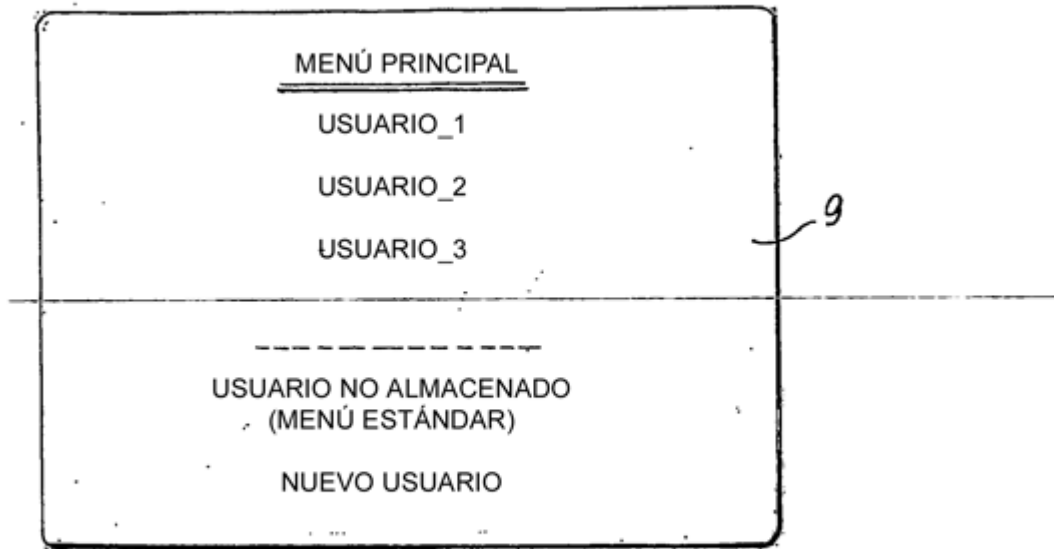 MENÚ PRINCIPAL
USUARIO_1
USUARIO_2
USUARIO_3
9
USUARIO NO ALMACENADO
(MENÚ ESTÁNDAR)
NUEVO USUARIO